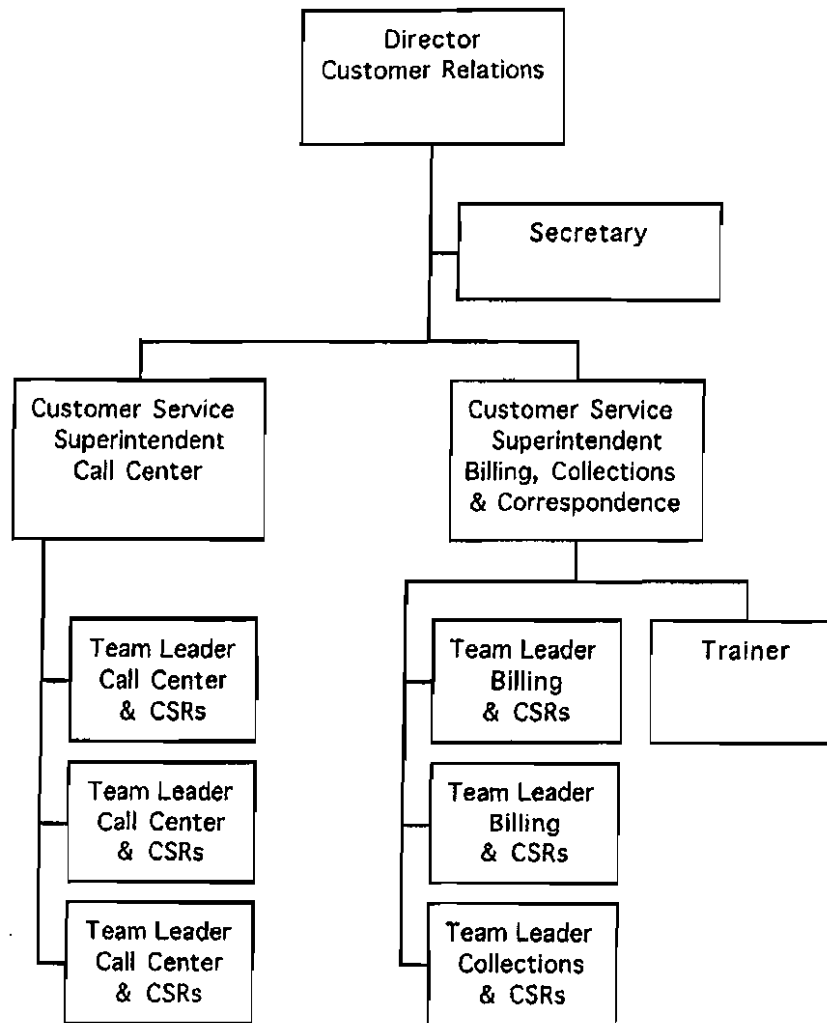 Director
Customer Relations
Secretary
Customer Service
Superintendent
Call Center
Customer Service
Superintendent
Billing, Collections
& Correspondence
Team Leader
Call Center
& CSRs
Team Leader
Billing
& CSRs
Trainer
Team Leader
Call Center
& CSRs
Team Leader
Billing
& CSRs
Team Leader
Call Center
& CSRs
Team Leader
Collections
& CSRs